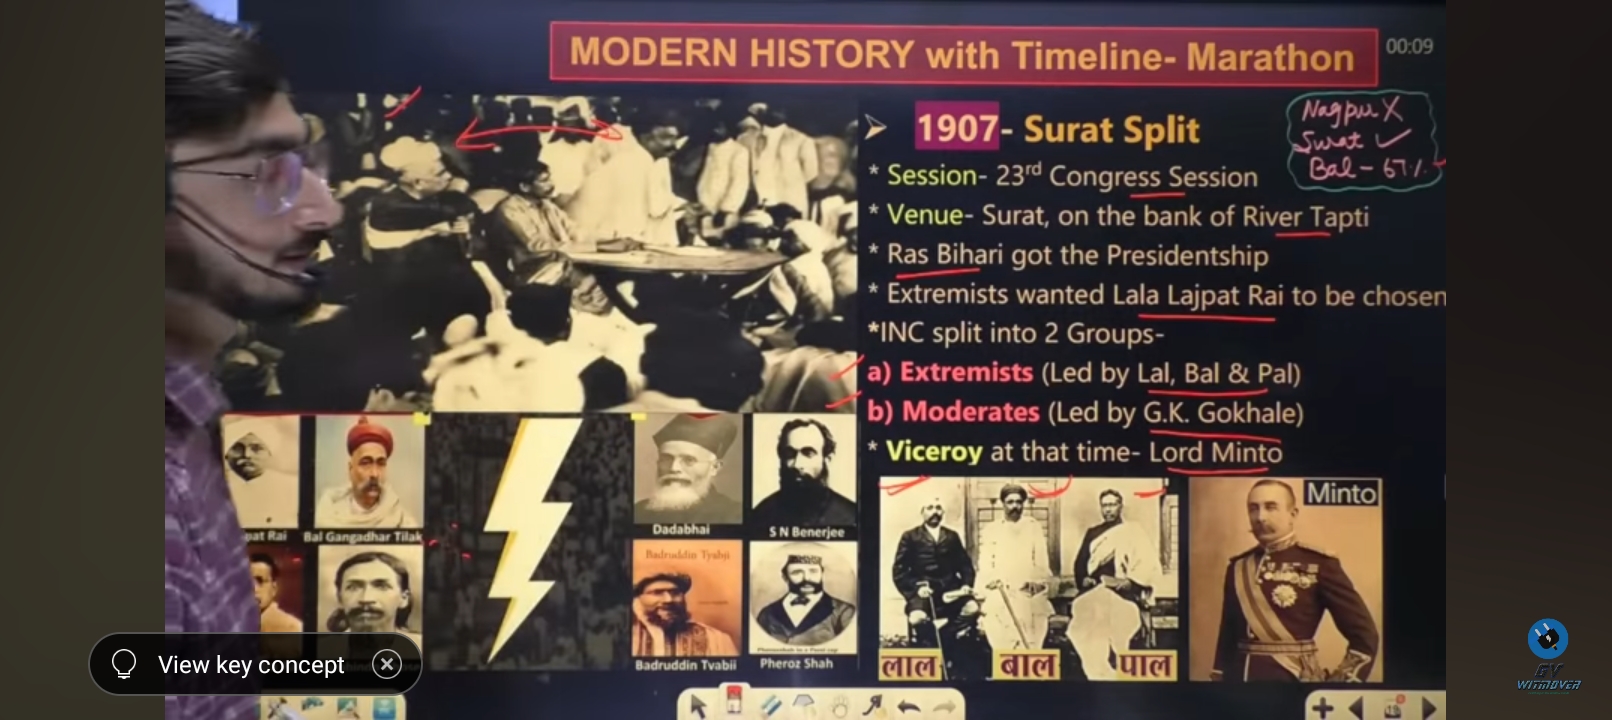 MODERN HISTORY with Timeline- Marathon
00:09
➢ 1907- Surat Split
Nagpur X
Surat ✓
Bal - 67%
* Session- 23rd Congress Session
* Venue- Surat, on the bank of River Tapti
* Ras Bihari got the Presidentship
* Extremists wanted Lala Lajpat Rai to be chosen
*INC split into 2 Groups-
a) Extremists (Led by Lal, Bal & Pal)
b) Moderates (Led by G.K. Gokhale)
* Viceroy at that time- Lord Minto
pat Rai
Bal Gangadhar Tilak
Dadabhai
S N Benerjee
Badruddin Tyabji
Badruddin Tyabii
Pheroz Shah
लाल
बाल
पाल
Minto
View key concept
GY
WITMOVER